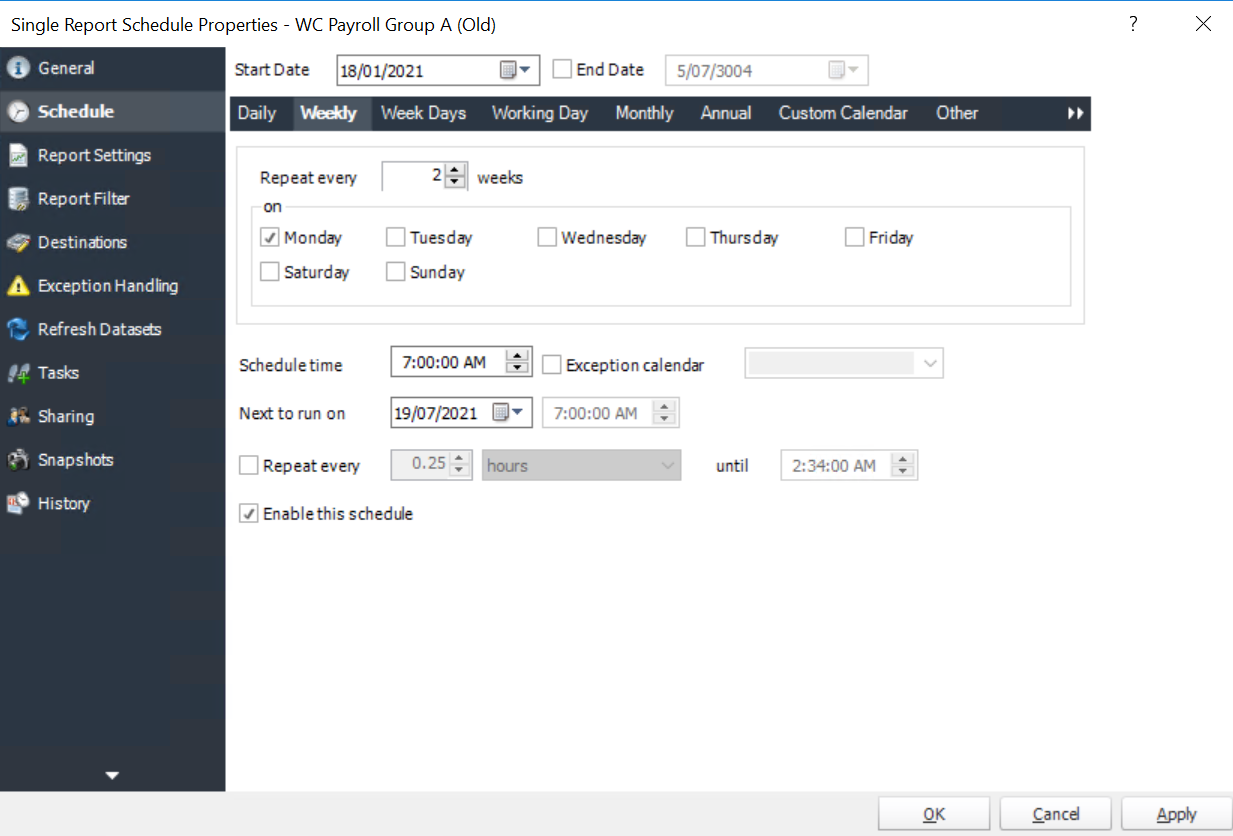 Single Report Schedule Properties - WC Payroll Group A (Old) ?
General
Schedule
Report Settings
Report Filter
Destinations
Exception Handling
Refresh Datasets
Tasks
Sharing
Snapshots
History
Start Date 18/01/2021 End Date 5/07/3004
Daily Weekly Week Days Working Day Monthly Annual Custom Calendar Other
Repeat every 2 weeks
on
Monday Tuesday Wednesday Thursday Friday
Saturday Sunday
Schedule time 7:00:00 AM Exception calendar
Next to run on 19/07/2021 7:00:00 AM
Repeat every 0.25 hours until 2:34:00 AM
Enable this schedule
OK Cancel Apply